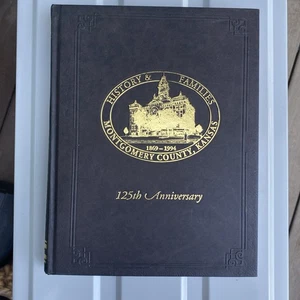 HISTORY & FAMILIES
1869 - 1994
MONTGOMERY COUNTY, KANSAS
125th Anniversary